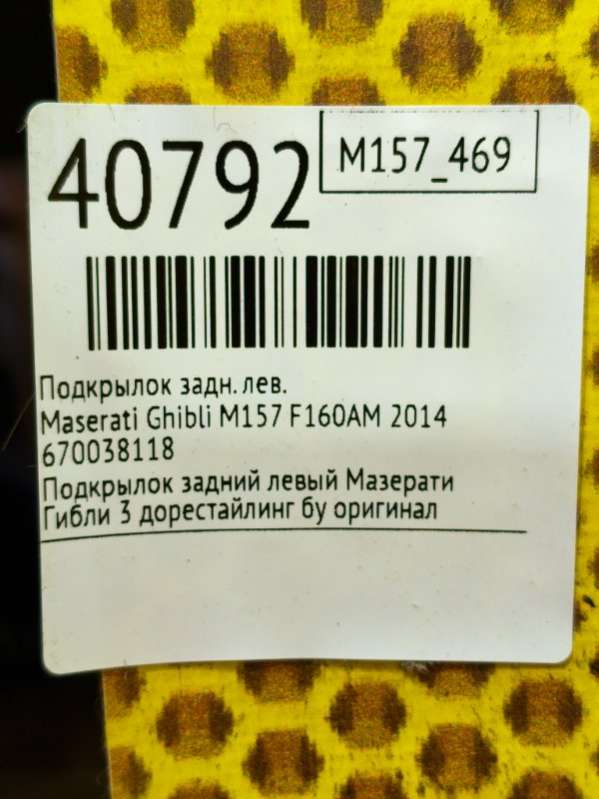 40792
M157_469
Подкрылок задн. лев.
Maserati Ghibli M157 F160AM 2014
670038118
Подкрылок задний левый Мазерати
Гибли 3 дорестайлинг бу оригинал